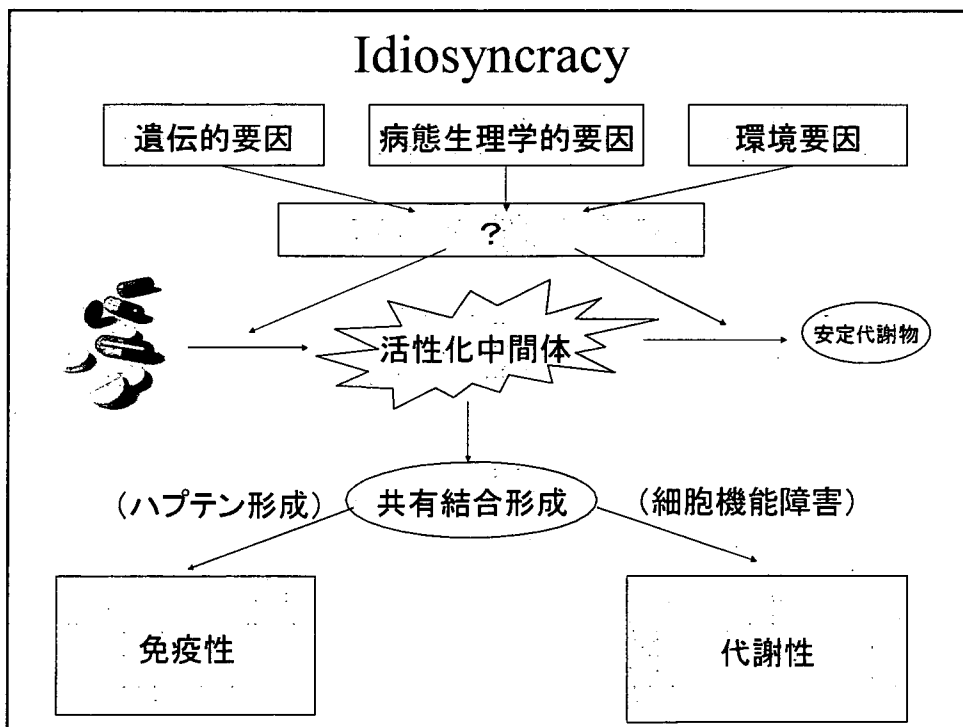 Idiosyncracy
遺伝的要因
病態生理学的要因
環境要因
?
活性化中間体
安定代謝物
(ハプテン形成)
共有結合形成
(細胞機能障害)
免疫性
代謝性